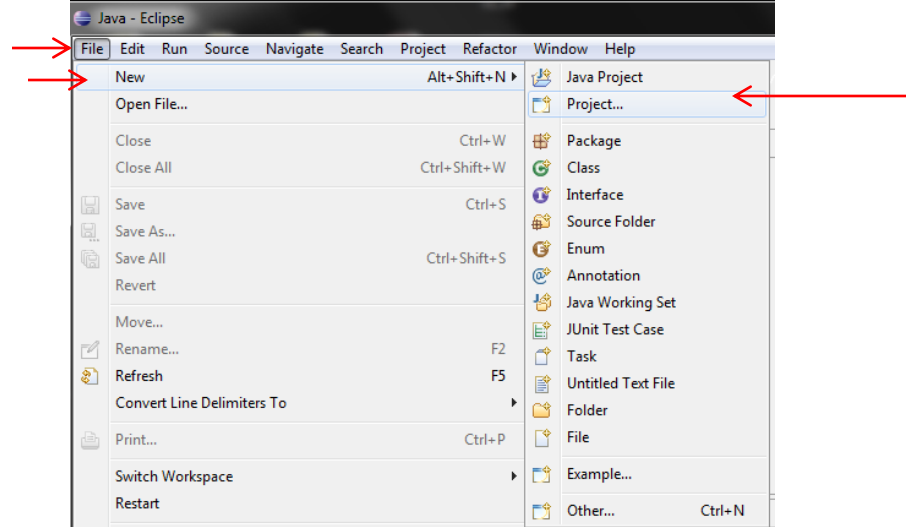 Java - Eclipse
File Edit Run Source Navigate Search Project Refactor Window Help
New Alt+Shift+N
Open File...
Close Ctrl+W
Close All Ctrl+Shift+W
Save Ctrl+S
Save As...
Save All Ctrl+Shift+S
Revert
Move...
Rename... F2
Refresh F5
Convert Line Delimiters To
Print... Ctrl+P
Switch Workspace
Restart
Java Project
Project...
Package
Class
Interface
Source Folder
Enum
Annotation
Java Working Set
JUnit Test Case
Task
Untitled Text File
Folder
File
Example...
Other... Ctrl+N